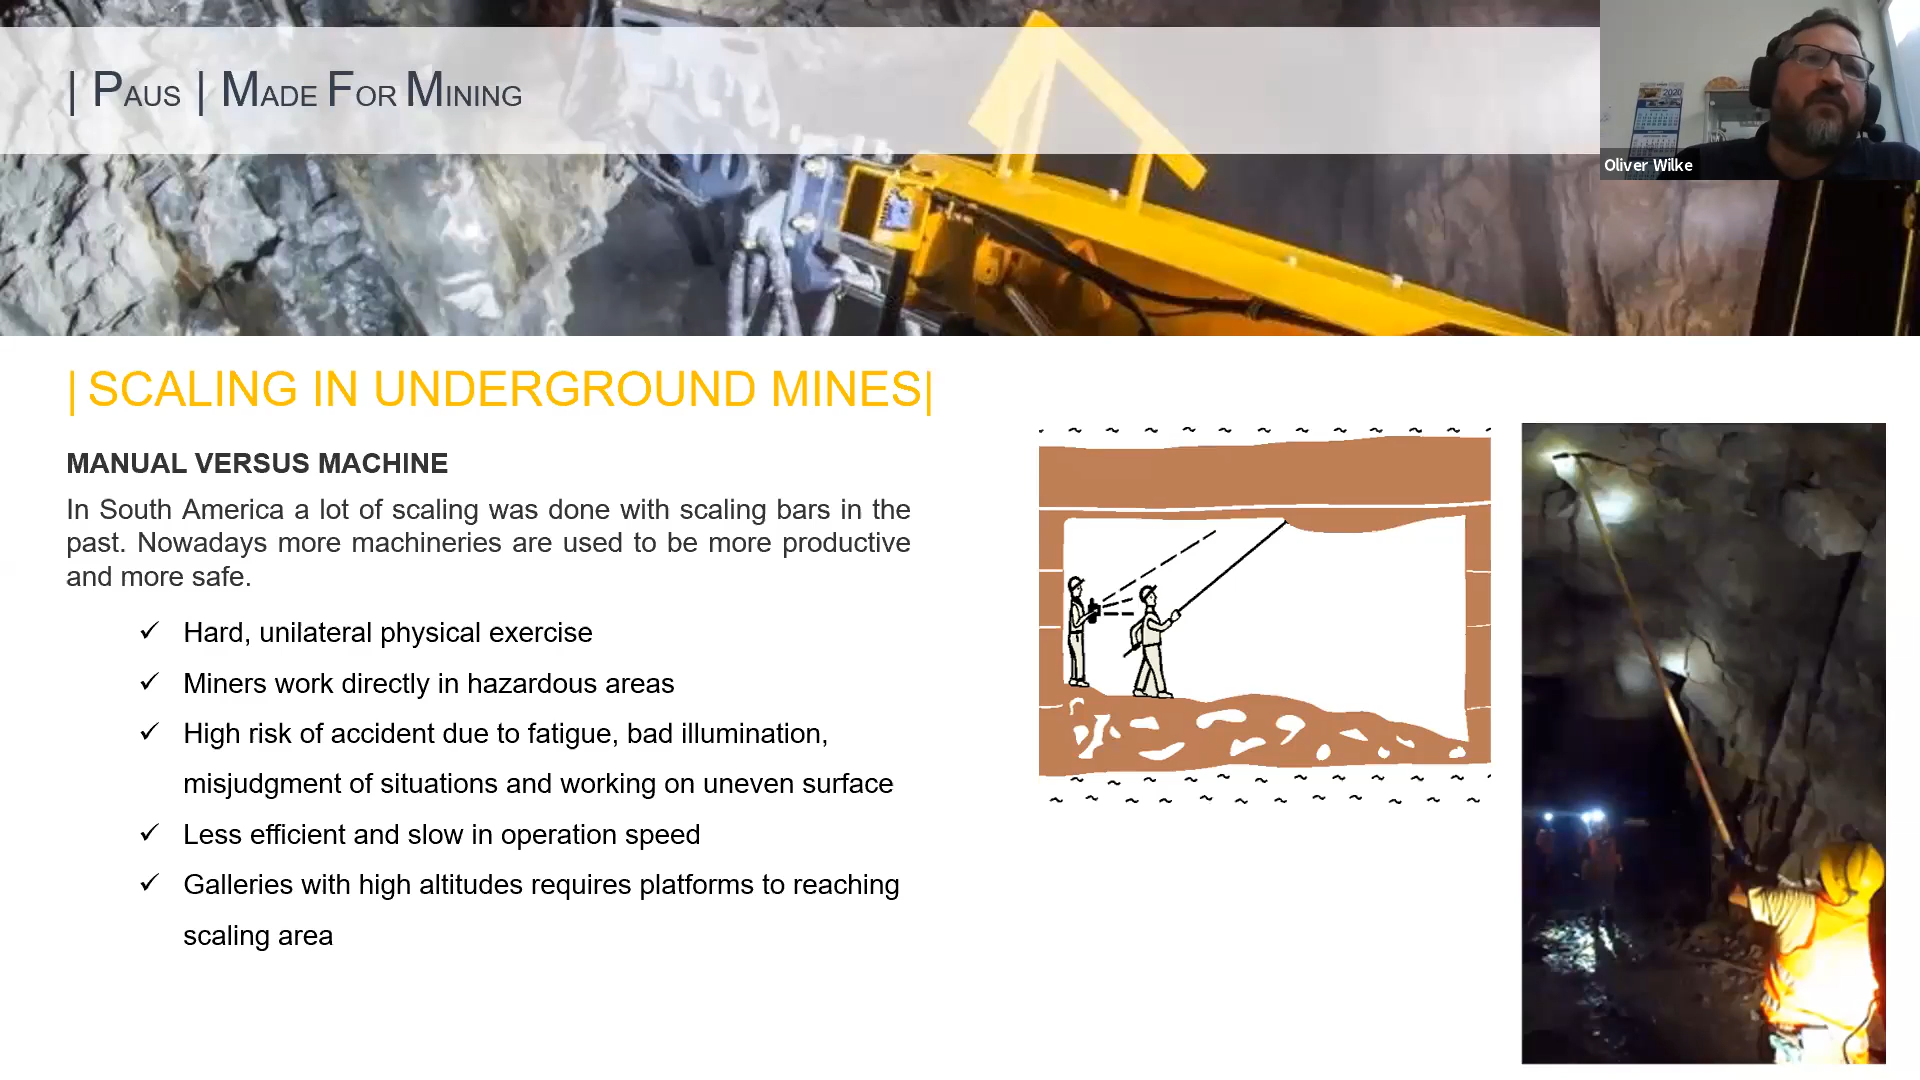 | PAUS | MADE FOR MINING
2020
Oliver Wilke
| SCALING IN UNDERGROUND MINES|
MANUAL VERSUS MACHINE
In South America a lot of scaling was done with scaling bars in the
past. Nowadays more machineries are used to be more productive
and more safe.
✓ Hard, unilateral physical exercise
✓ Miners work directly in hazardous areas
✓ High risk of accident due to fatigue, bad illumination,
misjudgment of situations and working on uneven surface
✓ Less efficient and slow in operation speed
✓ Galleries with high altitudes requires platforms to reaching
scaling area